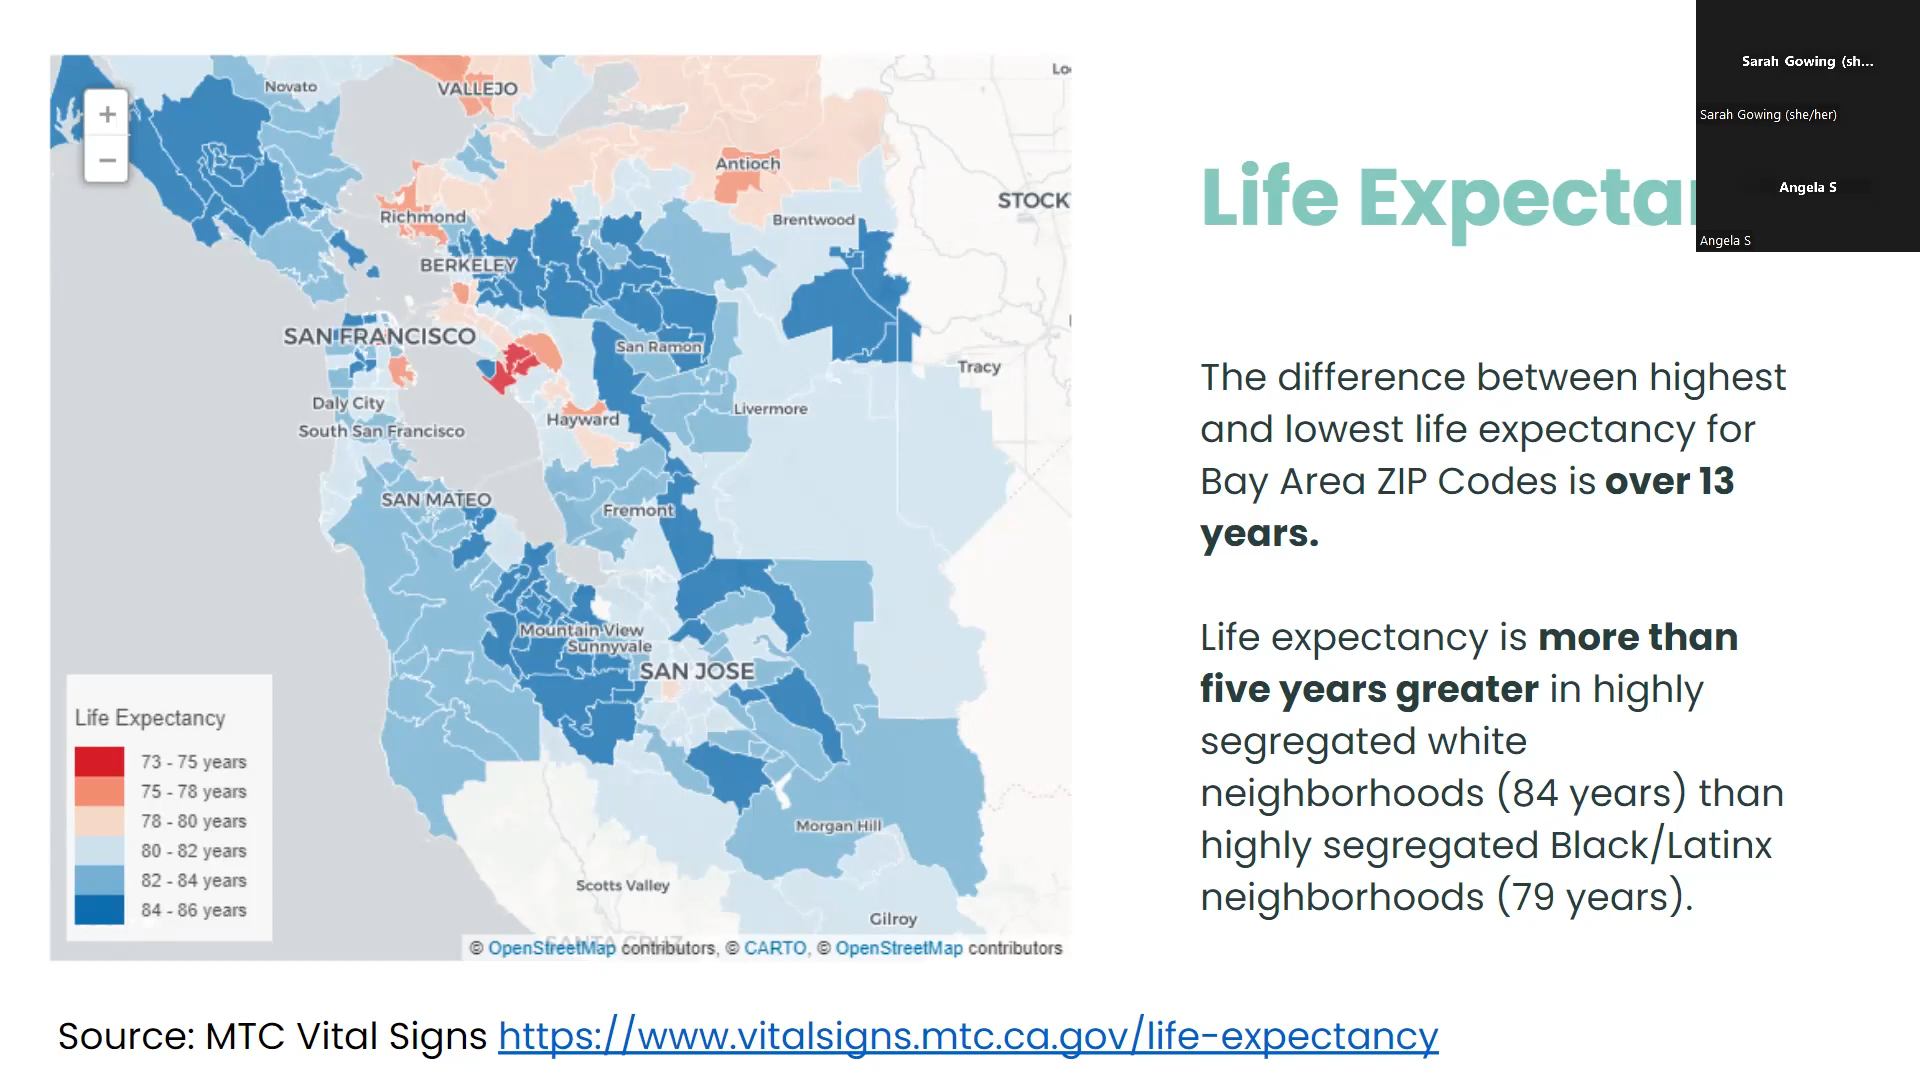 Novato
VALLEJO
Lo
+
−
Antioch
STOCK
Richmond
Brentwood
BERKELEY
SAN FRANCISCO
San Ramon
Tracy
Daly City
Livermore
Hayward
South San Francisco
SAN MATEO
Fremont
Mountain View
Sunnyvale
SAN JOSE
Morgan Hill
Scotts Valley
Gilroy
SANTA CRUZ
© OpenStreetMap contributors, © CARTO, © OpenStreetMap contributors
Life Expectancy
73 - 75 years
75 - 78 years
78 - 80 years
80 - 82 years
82 - 84 years
84 - 86 years
Life Expecta
The difference between highest
and lowest life expectancy for
Bay Area ZIP Codes is over 13
years.
Life expectancy is more than
five years greater in highly
segregated white
neighborhoods (84 years) than
highly segregated Black/Latinx
neighborhoods (79 years).
Sarah Gowing (sh...
Sarah Gowing (she/her)
Angela S
Angela S
Source: MTC Vital Signs https://www.vitalsigns.mtc.ca.gov/life-expectancy